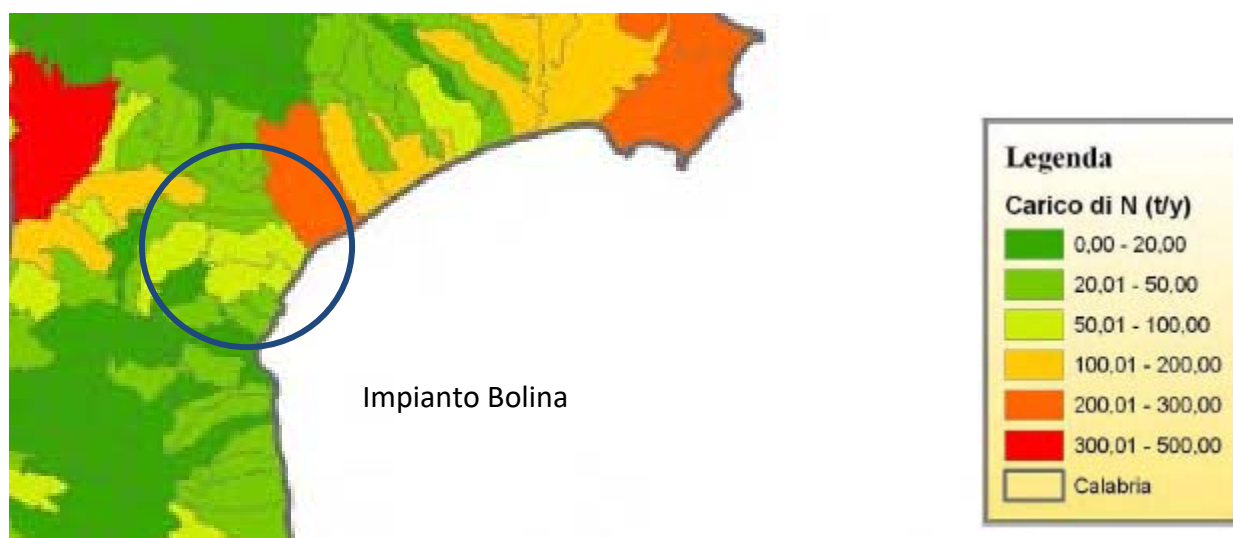 Impianto Bolina
Legenda
Carico di N (t/y)
0,00 - 20,00
20,01 - 50,00
50,01 - 100,00
100,01 - 200,00
200,01 - 300,00
300,01 - 500,00
Calabria